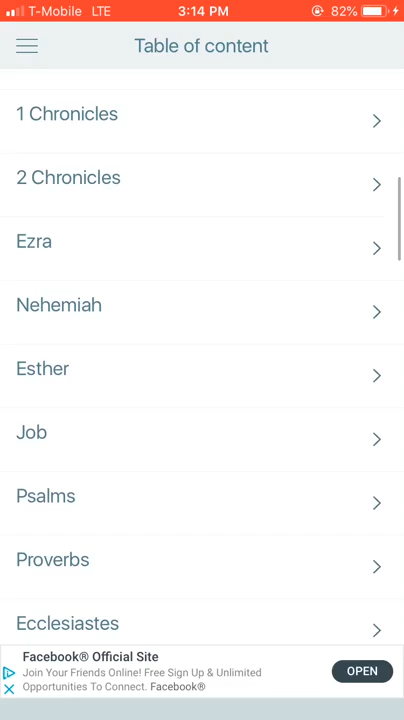 T-Mobile LTE 3:14 PM 82%
Table of content
1 Chronicles
2 Chronicles
Ezra
Nehemiah
Esther
Job
Psalms
Proverbs
Ecclesiastes
Facebook® Official Site
Join Your Friends Online! Free Sign Up & Unlimited
Opportunities To Connect. Facebook®
OPEN